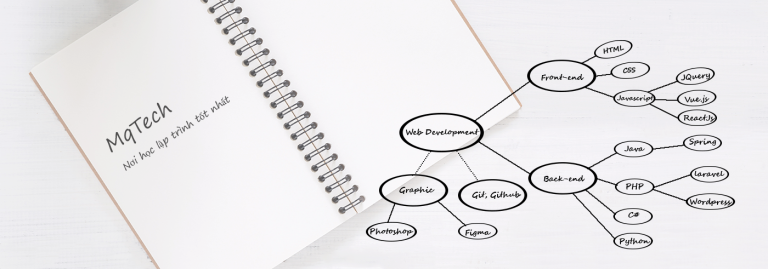 MqTech
Nơi học lập trình tốt nhất
Web Development
Front-end
HTML
CSS
Javascript
JQuery
Vue.js
ReactJs
Back-end
Java
Spring
PHP
laravel
Wordpress
C#
Python
Graphic
Photoshop
Figma
Git, Github